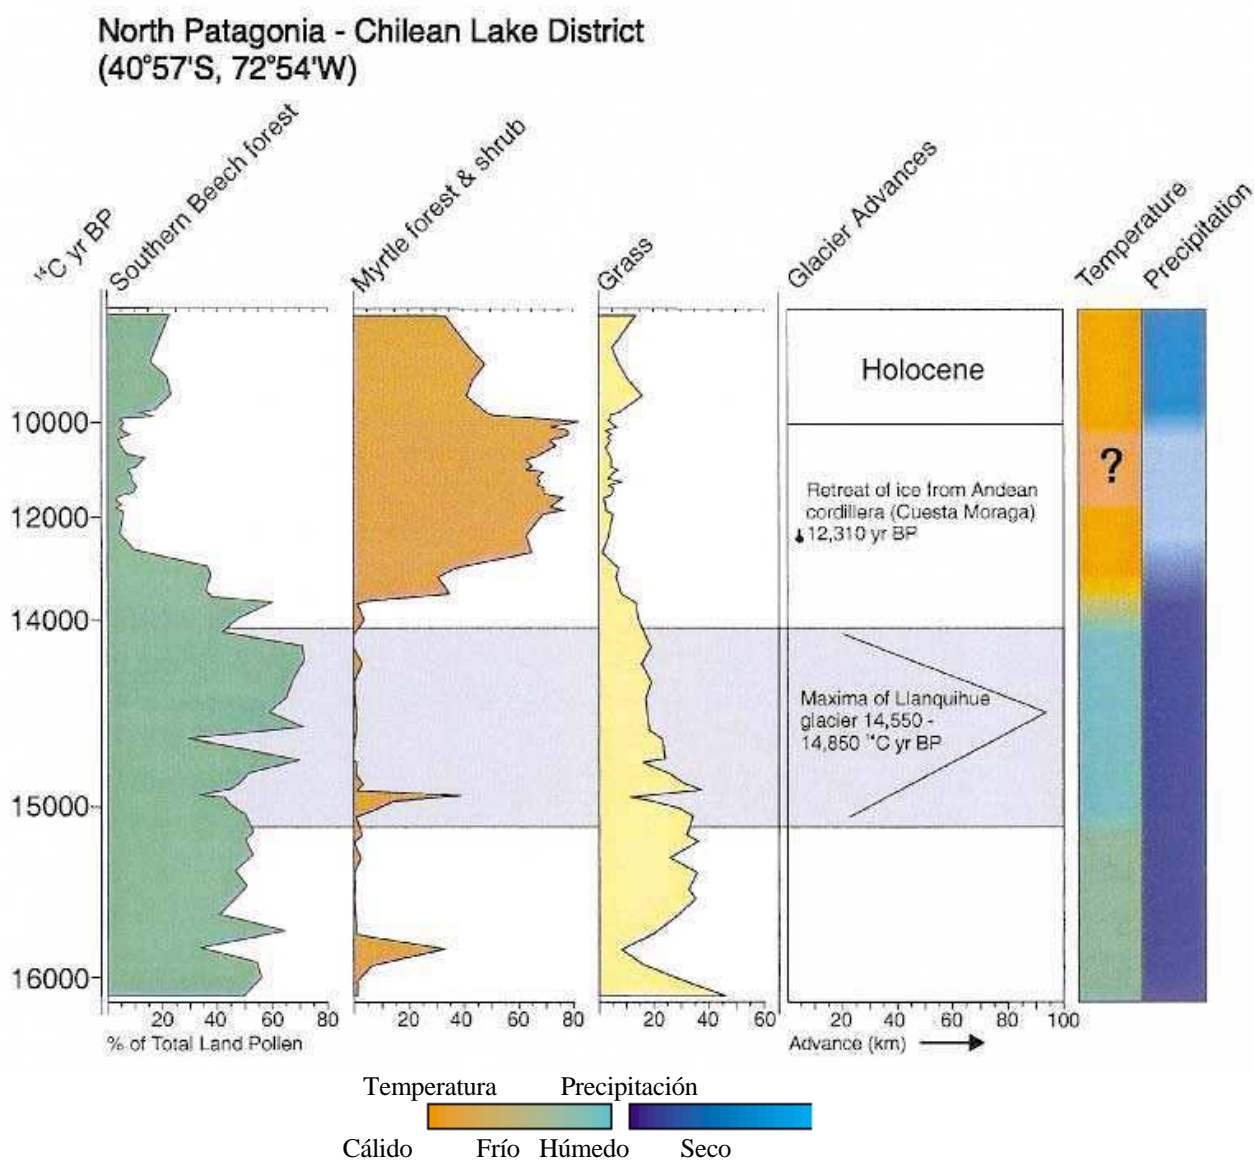 North Patagonia - Chilean Lake District
(40°57'S, 72°54'W)
¹⁴C yr BP
Southern Beech forest
Myrtle forest & shrub
Grass
Glacier Advances
Temperature
Precipitation
10000
12000
14000
15000
16000
Holocene
?
Retreat of ice from Andean
cordillera (Cuesta Moraga)
12,310 yr BP
Maxima of Llanquihue
glacier 14,550 -
14,850 ¹⁴C yr BP
20 40 60 80
20 40 60 80
20 40 60
20 40 60 80 100
% of Total Land Pollen
Advance (km)
Temperatura Precipitación
Cálido Frío Húmedo Seco